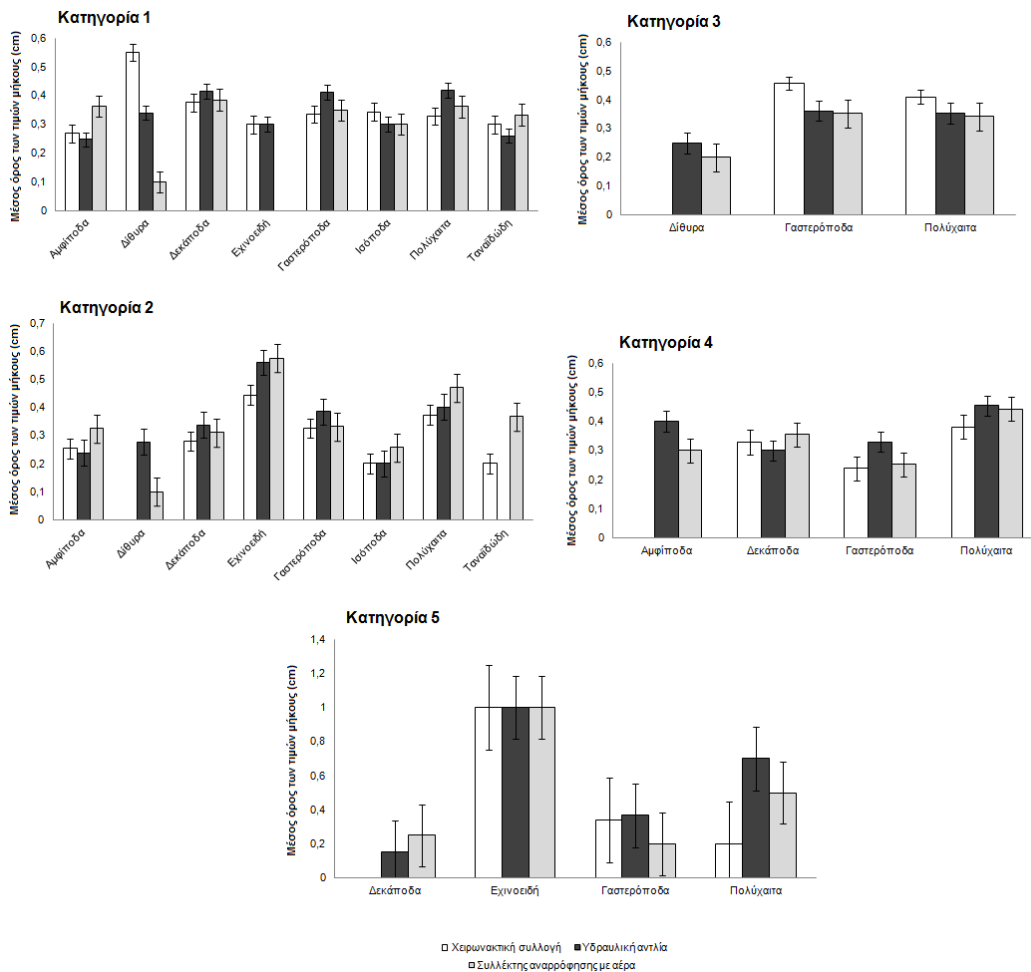 Κατηγορία 1
Μέσος όρος των τιμών μήκους (cm)
0,6
0,5
0,4
0,3
0,2
0,1
0
Αμφίποδα
Δίθυρα
Δεκάποδα
Εχινοειδή
Γαστερόποδα
Ισόποδα
Πολύχαιτα
Ταναϊδώδη
Κατηγορία 3
Μέσος όρος των τιμών μήκους (cm)
0,6
0,5
0,4
0,3
0,2
0,1
0
Δίθυρα
Γαστερόποδα
Πολύχαιτα
Κατηγορία 2
Μέσος όρος των τιμών μήκους (cm)
0,7
0,6
0,5
0,4
0,3
0,2
0,1
0
Αμφίποδα
Δίθυρα
Δεκάποδα
Εχινοειδή
Γαστερόποδα
Ισόποδα
Πολύχαιτα
Ταναϊδώδη
Κατηγορία 4
Μέσος όρος των τιμών μήκους (cm)
0,6
0,5
0,4
0,3
0,2
0,1
0
Αμφίποδα
Δεκάποδα
Γαστερόποδα
Πολύχαιτα
Κατηγορία 5
Μέσος όρος των τιμών μήκους (cm)
1,4
1,2
1
0,8
0,6
0,4
0,2
0
Δεκάποδα
Εχινοειδή
Γαστερόποδα
Πολύχαιτα
Χειρωνακτική συλλογή
Υδραυλική αντλία
Συλλέκτης αναρρόφησης με αέρα